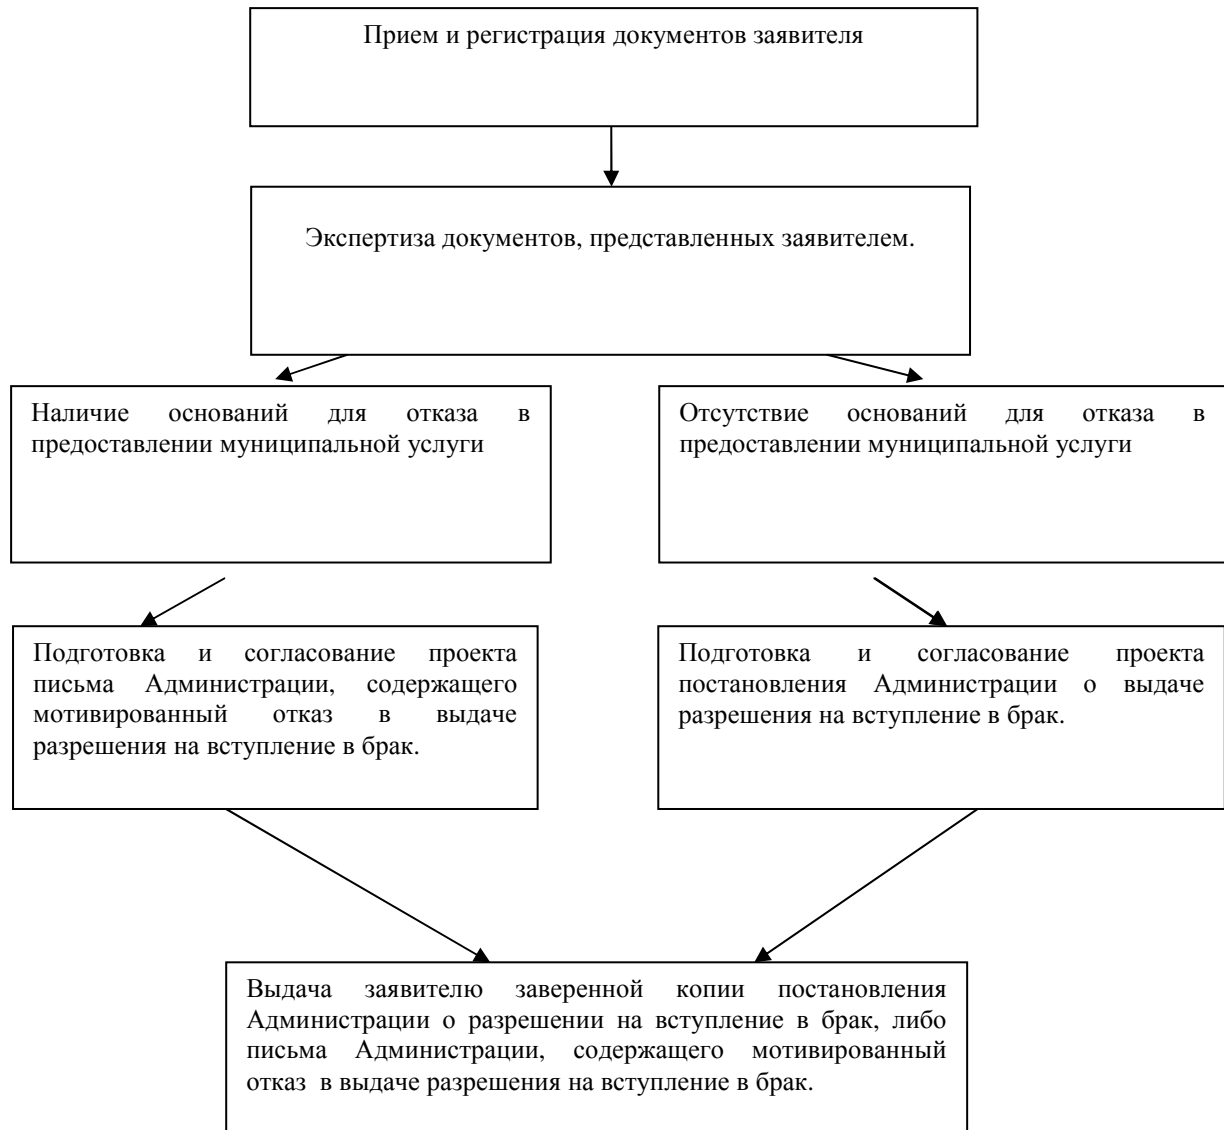 Прием и регистрация документов заявителя
Экспертиза документов, представленных заявителем.
Наличие оснований для отказа в
предоставлении муниципальной услуги
Отсутствие оснований для отказа в
предоставлении муниципальной услуги
Подготовка и согласование проекта
письма Администрации, содержащего
мотивированный отказ в выдаче
разрешения на вступление в брак.
Подготовка и согласование проекта
постановления Администрации о выдаче
разрешения на вступление в брак.
Выдача заявителю заверенной копии постановления
Администрации о разрешении на вступление в брак, либо
письма Администрации, содержащего мотивированный
отказ в выдаче разрешения на вступление в брак.